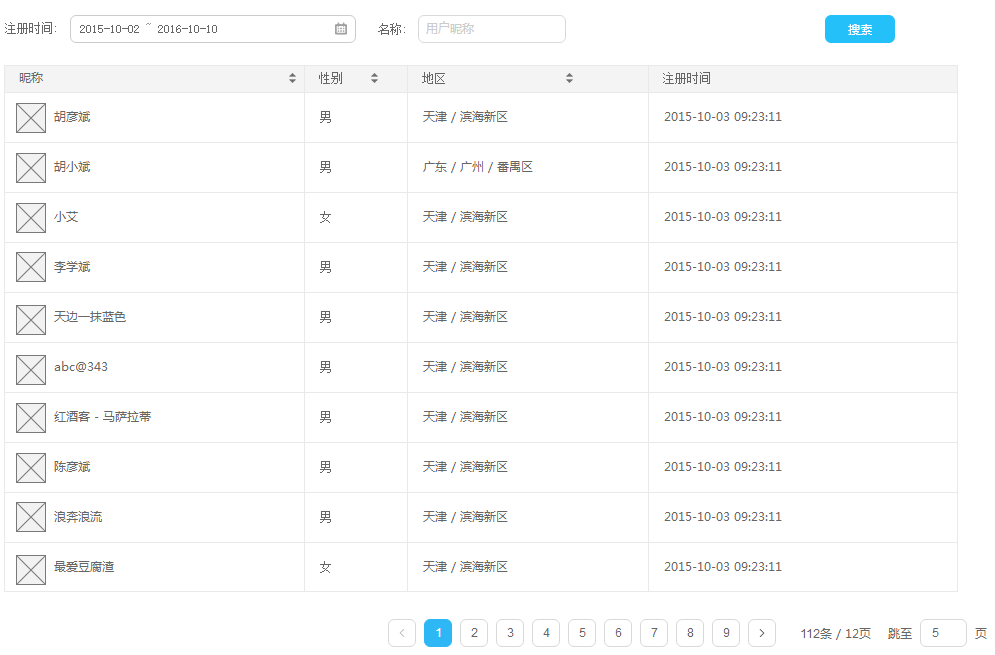 注册时间: 2015-10-02 ~ 2016-10-10 名称: 用户昵称 搜索
昵称 性别 地区 注册时间
胡彦斌 男 天津 / 滨海新区 2015-10-03 09:23:11
胡小斌 男 广东 / 广州 / 番禺区 2015-10-03 09:23:11
小艾 女 天津 / 滨海新区 2015-10-03 09:23:11
李学斌 男 天津 / 滨海新区 2015-10-03 09:23:11
天边一抹蓝色 男 天津 / 滨海新区 2015-10-03 09:23:11
abc@343 男 天津 / 滨海新区 2015-10-03 09:23:11
红酒客 - 马萨拉蒂 男 天津 / 滨海新区 2015-10-03 09:23:11
陈彦斌 男 天津 / 滨海新区 2015-10-03 09:23:11
浪奔浪流 男 天津 / 滨海新区 2015-10-03 09:23:11
最爱豆腐渣 女 天津 / 滨海新区 2015-10-03 09:23:11
< 1 2 3 4 5 6 7 8 9 > 112条 / 12页 跳至 5 页